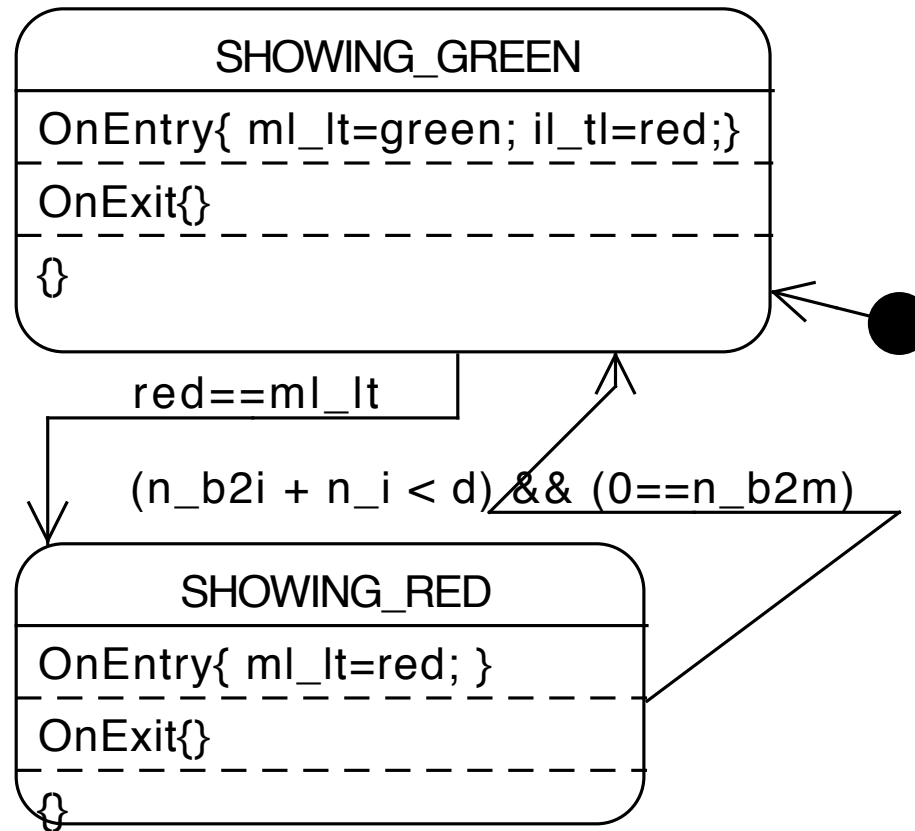 SHOWING_GREEN
OnEntry{ ml_lt=green; il_tl=red;}
OnExit{}
{}
red==ml_lt
(n_b2i + n_i < d) && (0==n_b2m)
SHOWING_RED
OnEntry{ ml_lt=red; }
OnExit{}
{}